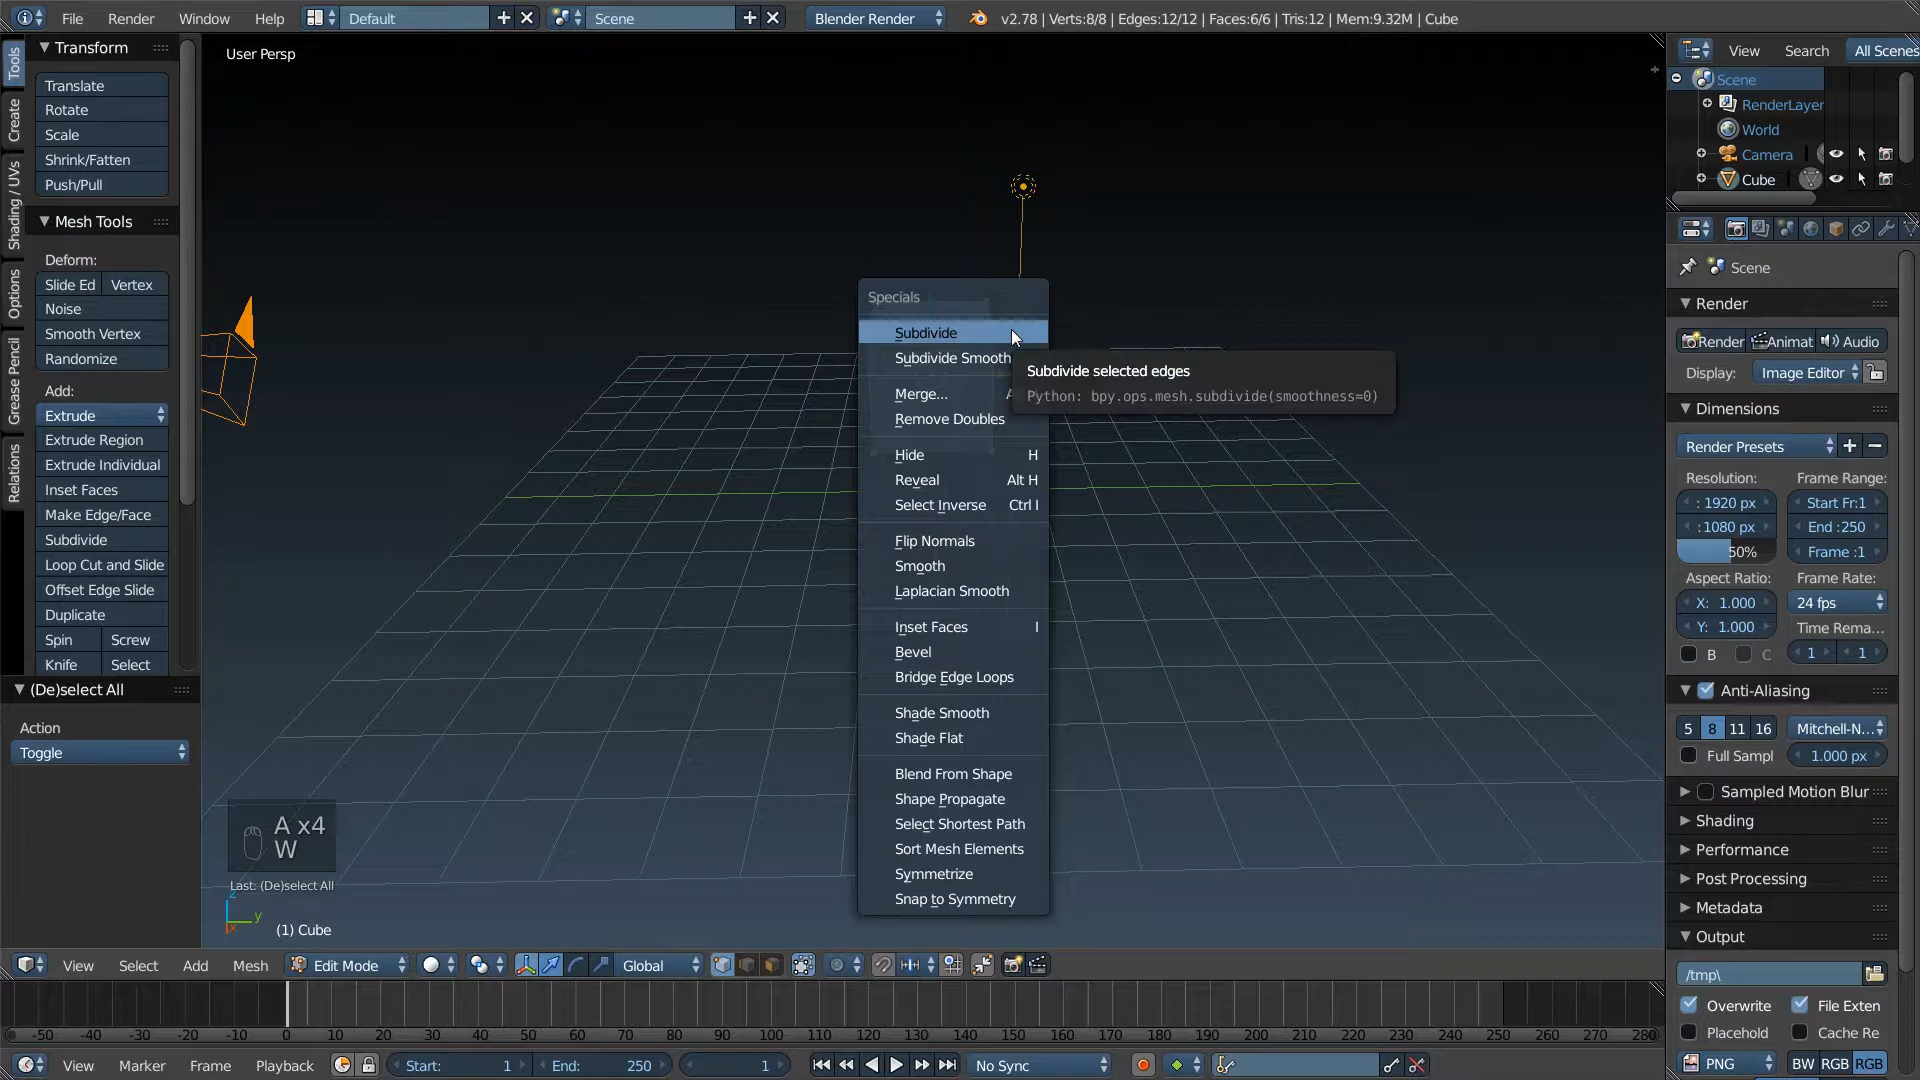 File Render Window Help Default Scene Blender Render v2.78 | Verts:8/8 | Edges:12/12 | Faces:6/6 | Tris:12 | Mem:9.32M | Cube
Tools
Create
Shading / UVs
Options
Grease Pencil
Relations
Transform
Translate
Rotate
Scale
Shrink/Fatten
Push/Pull
Mesh Tools
Deform:
Slide Ed Vertex
Noise
Smooth Vertex
Randomize
Add:
Extrude
Extrude Region
Extrude Individual
Inset Faces
Make Edge/Face
Subdivide
Loop Cut and Slide
Offset Edge Slide
Duplicate
Spin Screw
Knife Select
(De)select All
Action
Toggle
User Persp
Specials
Subdivide
Subdivide Smooth
Merge...
Remove Doubles
Hide H
Reveal Alt H
Select Inverse Ctrl I
Flip Normals
Smooth
Laplacian Smooth
Inset Faces I
Bevel
Bridge Edge Loops
Shade Smooth
Shade Flat
Blend From Shape
Shape Propagate
Select Shortest Path
Sort Mesh Elements
Symmetrize
Snap to Symmetry
Subdivide selected edges
Python: bpy.ops.mesh.subdivide(smoothness=0)
A x4
W
Last: (De)select All
z
y
x
(1) Cube
View Select Add Mesh Edit Mode Global
-50 -40 -30 -20 -10 0 10 20 30 40 50 60 70 80 90 100 110 120 130 140 150 160 170 180 190 200 210 220 230 240 250 260 270 280
View Marker Frame Playback Start: 1 End: 250 1 No Sync
View Search All Scenes
Scene
RenderLayer
World
Camera
Cube
Scene
Render
Render Animat Audio
Display: Image Editor
Dimensions
Render Presets
Resolution: Frame Range:
: 1920 px Start Fr:1
:1080 px End :250
50% Frame :1
Aspect Ratio: Frame Rate:
X: 1.000 24 fps
Y: 1.000 Time Rema...
B C 1 1
Anti-Aliasing
5 8 11 16 Mitchell-N...
Full Sampl 1.000 px
Sampled Motion Blur
Shading
Performance
Post Processing
Metadata
Output
/tmp\
Overwrite File Exten
Placehold Cache Re
PNG BW RGB RGB